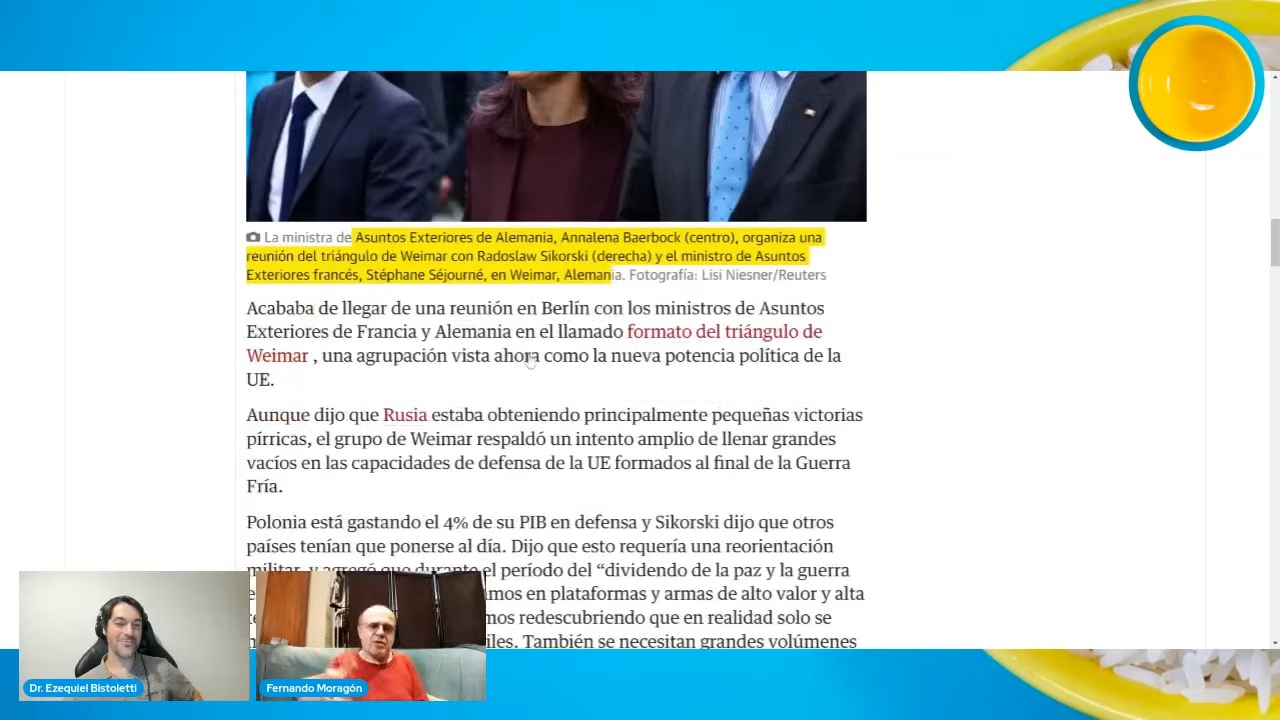 La ministra de Asuntos Exteriores de Alemania, Annalena Baerbock (centro), organiza una
reunión del triángulo de Weimar con Radoslaw Sikorski (derecha) y el ministro de Asuntos
Exteriores francés, Stéphane Séjourné, en Weimar, Alemania. Fotografía: Lisi Niesner/Reuters
Acababa de llegar de una reunión en Berlín con los ministros de Asuntos
Exteriores de Francia y Alemania en el llamado formato del triángulo de
Weimar , una agrupación vista ahora como la nueva potencia política de la
UE.
Aunque dijo que Rusia estaba obteniendo principalmente pequeñas victorias
pírricas, el grupo de Weimar respaldó un intento amplio de llenar grandes
vacíos en las capacidades de defensa de la UE formados al final de la Guerra
Fría.
Polonia está gastando el 4% de su PIB en defensa y Sikorski dijo que otros
países tenían que ponerse al día. Dijo que esto requería una reorientación
militar, y agregó que durante el período del “dividendo de la paz y la guerra
amos en plataformas y armas de alto valor y alta
mos redescubriendo que en realidad solo se
iles. También se necesitan grandes volúmenes
Dr. Ezequiel Bistoletti
Fernando Moragón